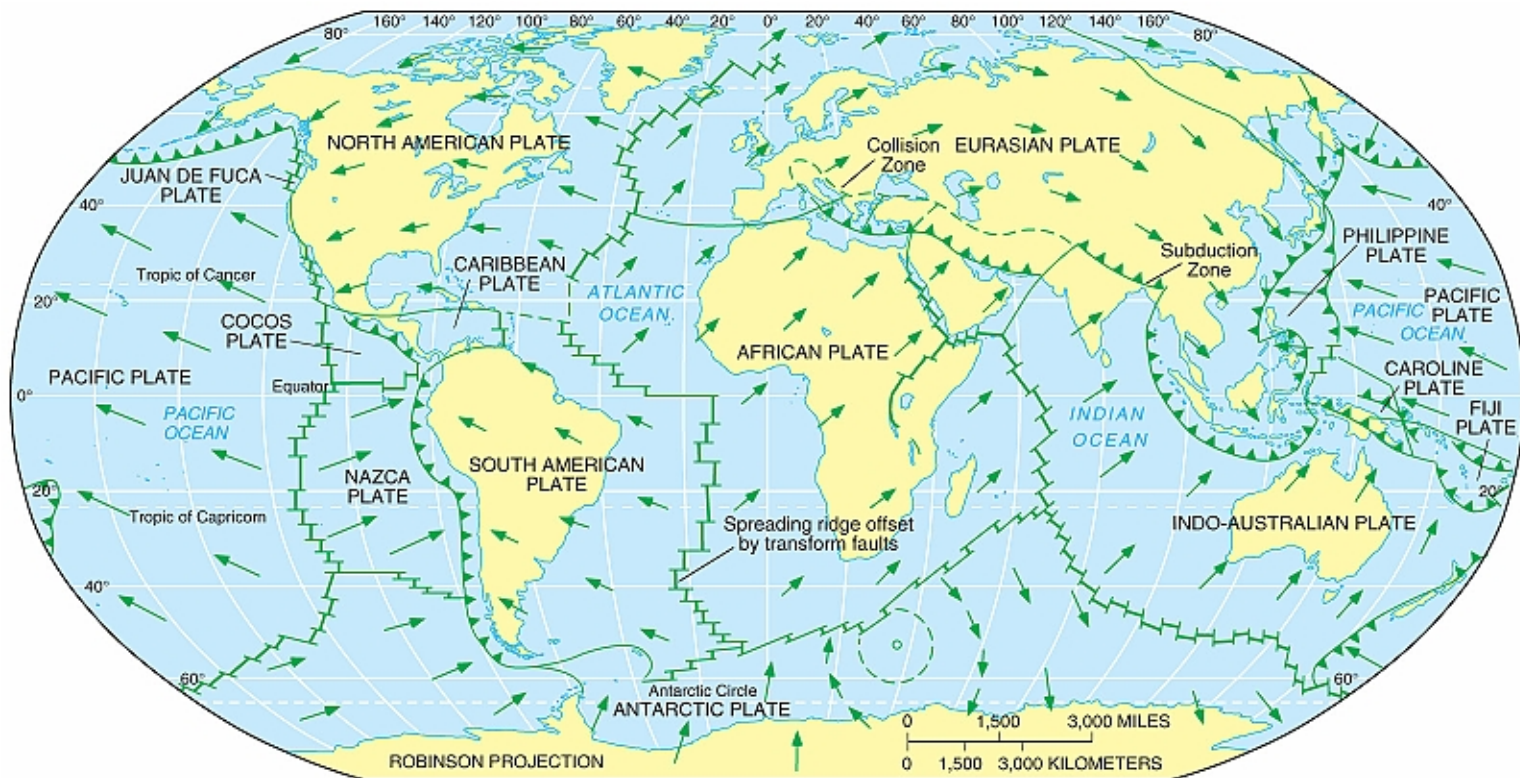 160° 140° 120° 100° 80° 60° 40° 20° 0° 20° 40° 60° 80° 100° 120° 140° 160°
80°
80°
NORTH AMERICAN PLATE
JUAN DE FUCA
PLATE
Collision
Zone
EURASIAN PLATE
40°
40°
PHILIPPINE
PLATE
Tropic of Cancer
CARIBBEAN
PLATE
ATLANTIC
OCEAN
Subduction
Zone
20°
20°
COCOS
PLATE
PACIFIC
PLATE
PACIFIC
OCEAN
PACIFIC PLATE
Equator
AFRICAN PLATE
CAROLINE
PLATE
0°
0°
PACIFIC
OCEAN
INDIAN
OCEAN
FIJI
PLATE
NAZCA
PLATE
SOUTH AMERICAN
PLATE
20°
20°
Tropic of Capricorn
Spreading ridge offset
by transform faults
INDO-AUSTRALIAN PLATE
40°
40°
60°
60°
Antarctic Circle
ANTARCTIC PLATE
0 1,500 3,000 MILES
0 1,500 3,000 KILOMETERS
ROBINSON PROJECTION